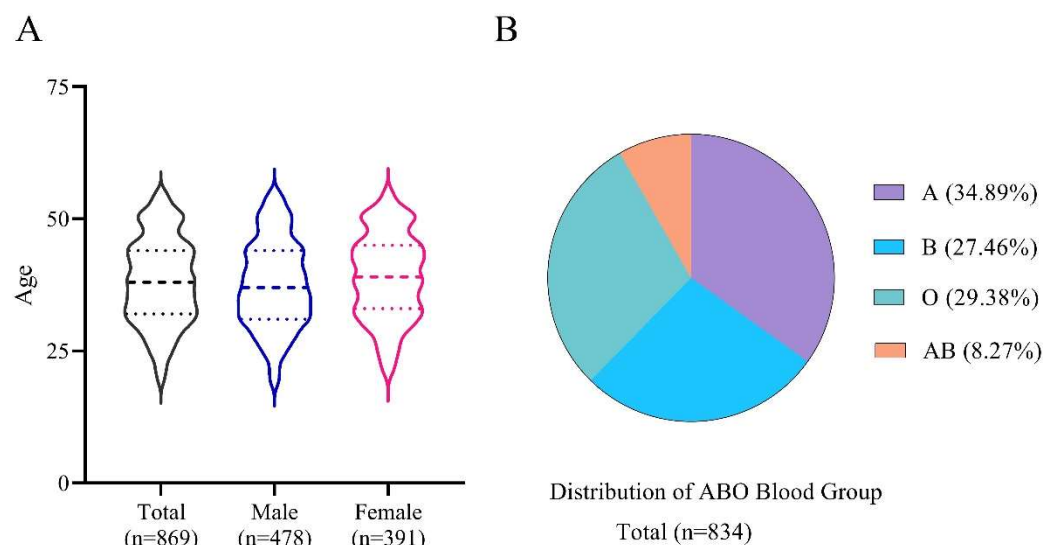 A
75
50
25
0
Age
Total
(n=869)
Male
(n=478)
Female
(n=391)
B
A (34.89%)
B (27.46%)
O (29.38%)
AB (8.27%)
Distribution of ABO Blood Group
Total (n=834)